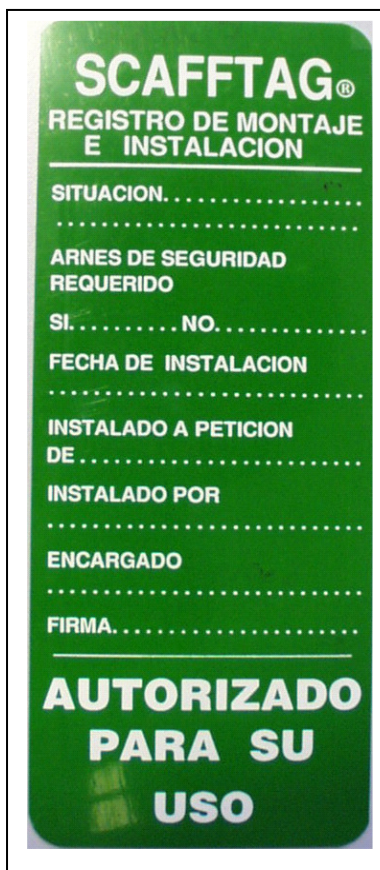 SCAFFTAG®
REGISTRO DE MONTAJE
E INSTALACION
SITUACION....................
..............................
ARNES DE SEGURIDAD
REQUERIDO
SI..........NO...............
FECHA DE INSTALACION
..............................
INSTALADO A PETICION
DE............................
INSTALADO POR
..............................
ENCARGADO
..............................
FIRMA.........................
AUTORIZADO
PARA SU
USO